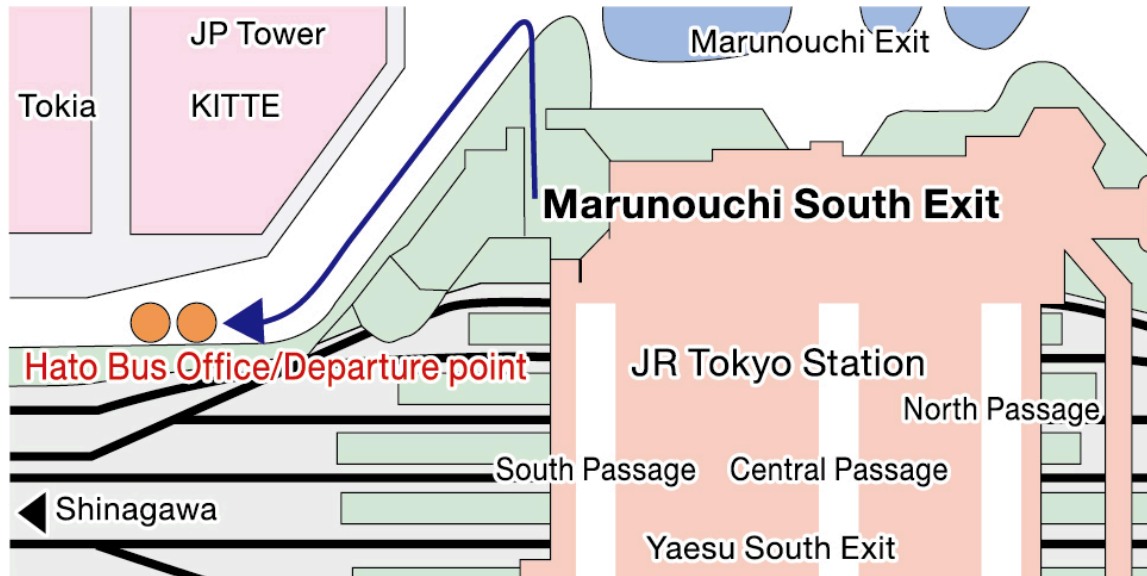 JP Tower
Marunouchi Exit
Tokia
KITTE
Marunouchi South Exit
Hato Bus Office/Departure point
JR Tokyo Station
North Passage
South Passage
Central Passage
Shinagawa
Yaesu South Exit